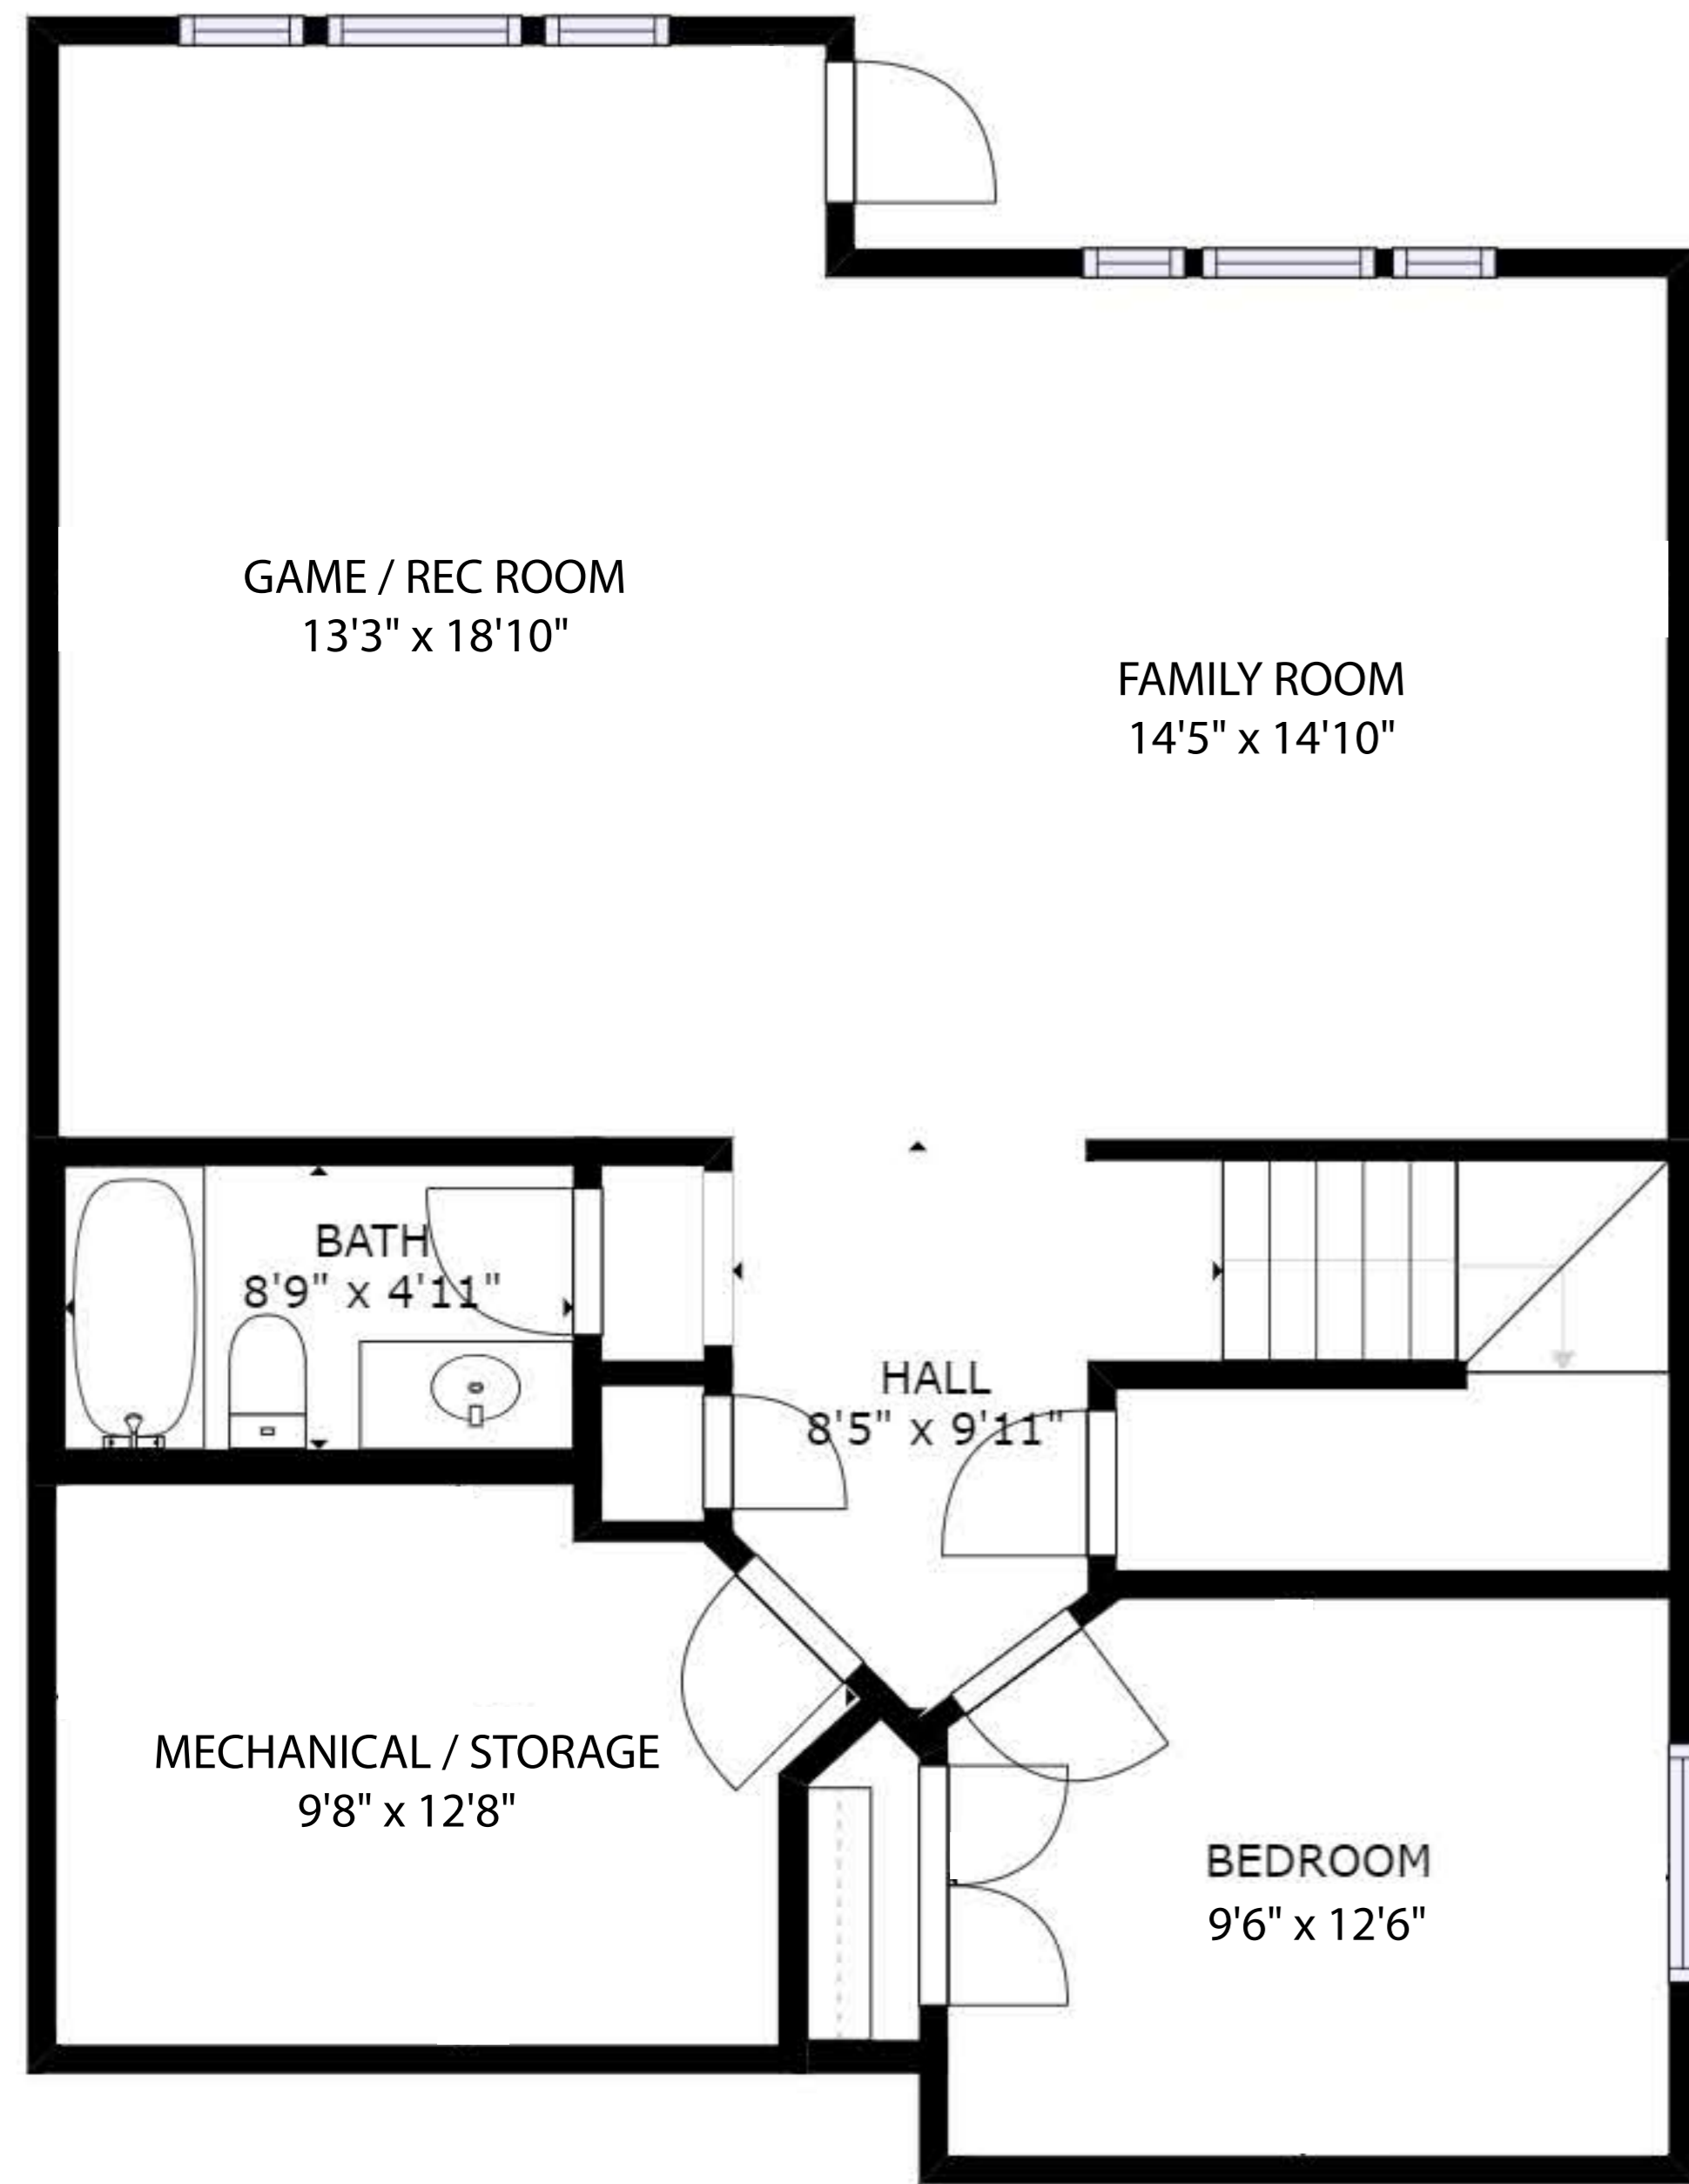 GAME / REC ROOM
13'3" x 18'10"
FAMILY ROOM
14'5" x 14'10"
BATH
8'9" x 4'11"
HALL
8'5" x 9'11"
MECHANICAL / STORAGE
9'8" x 12'8"
BEDROOM
9'6" x 12'6"